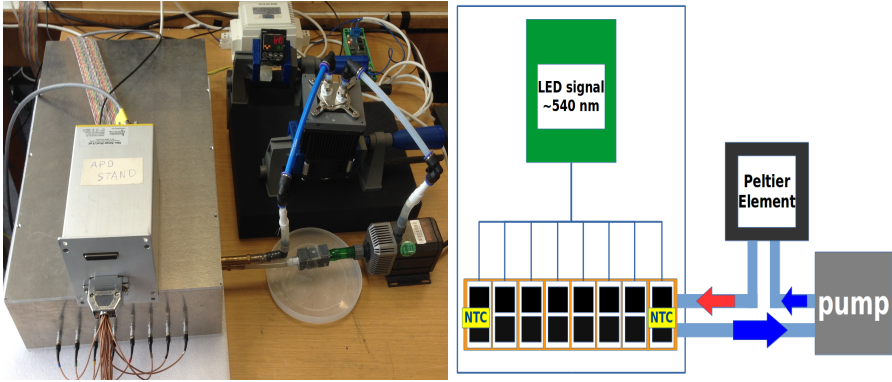 APD
STAND
LED signal
~540 nm
Peltier
Element
NTC
NTC
pump